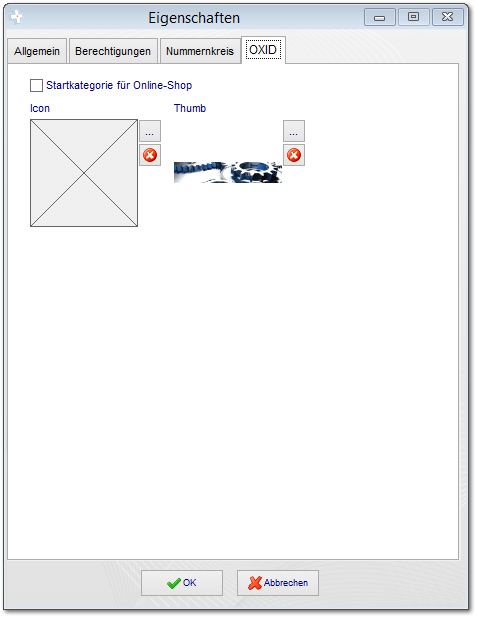 Eigenschaften
Allgemein Berechtigungen Nummernkreis OXID
Startkategorie für Online-Shop
Icon Thumb
... ...
OK Abbrechen